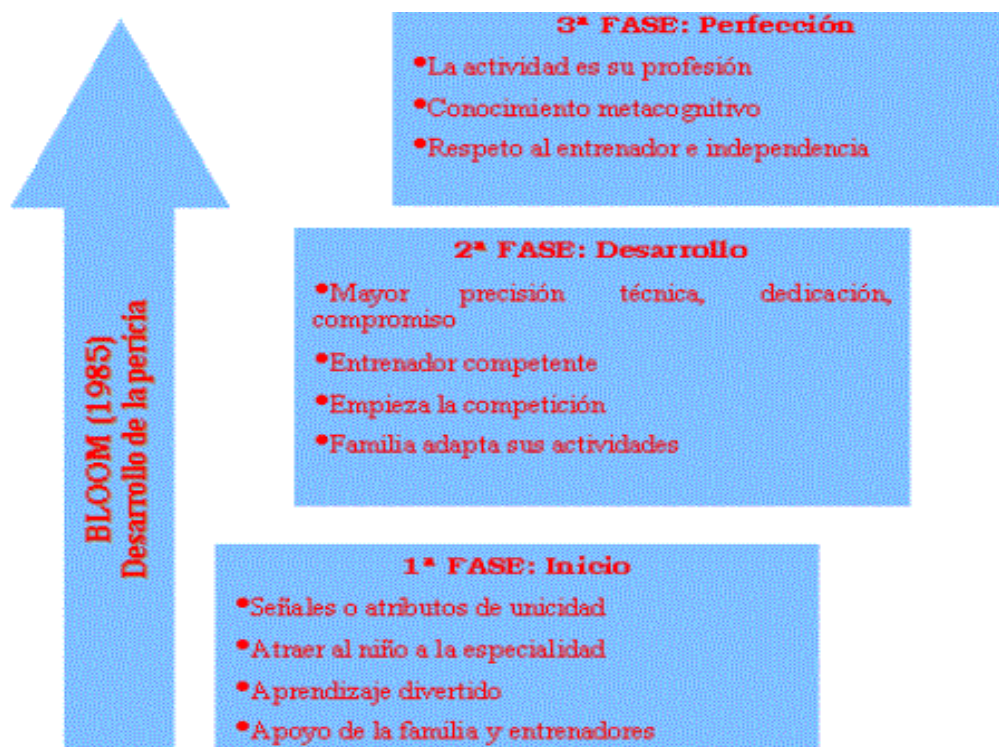 3ª FASE: Perfección
•La actividad es su profesión
•Conocimiento metacognitivo
•Respeto al entrenador e independencia
2ª FASE: Desarrollo
•Mayor precisión técnica, dedicación,
compromiso
•Entrenador competente
•Empieza la competición
•Familia adapta sus actividades
BLOOM (1985)
Desarrollo de la pericia
1ª FASE: Inicio
•Señales o atributos de unicidad
•Atraer al niño a la especialidad
•Aprendizaje divertido
•Apoyo de la familia y entrenadores